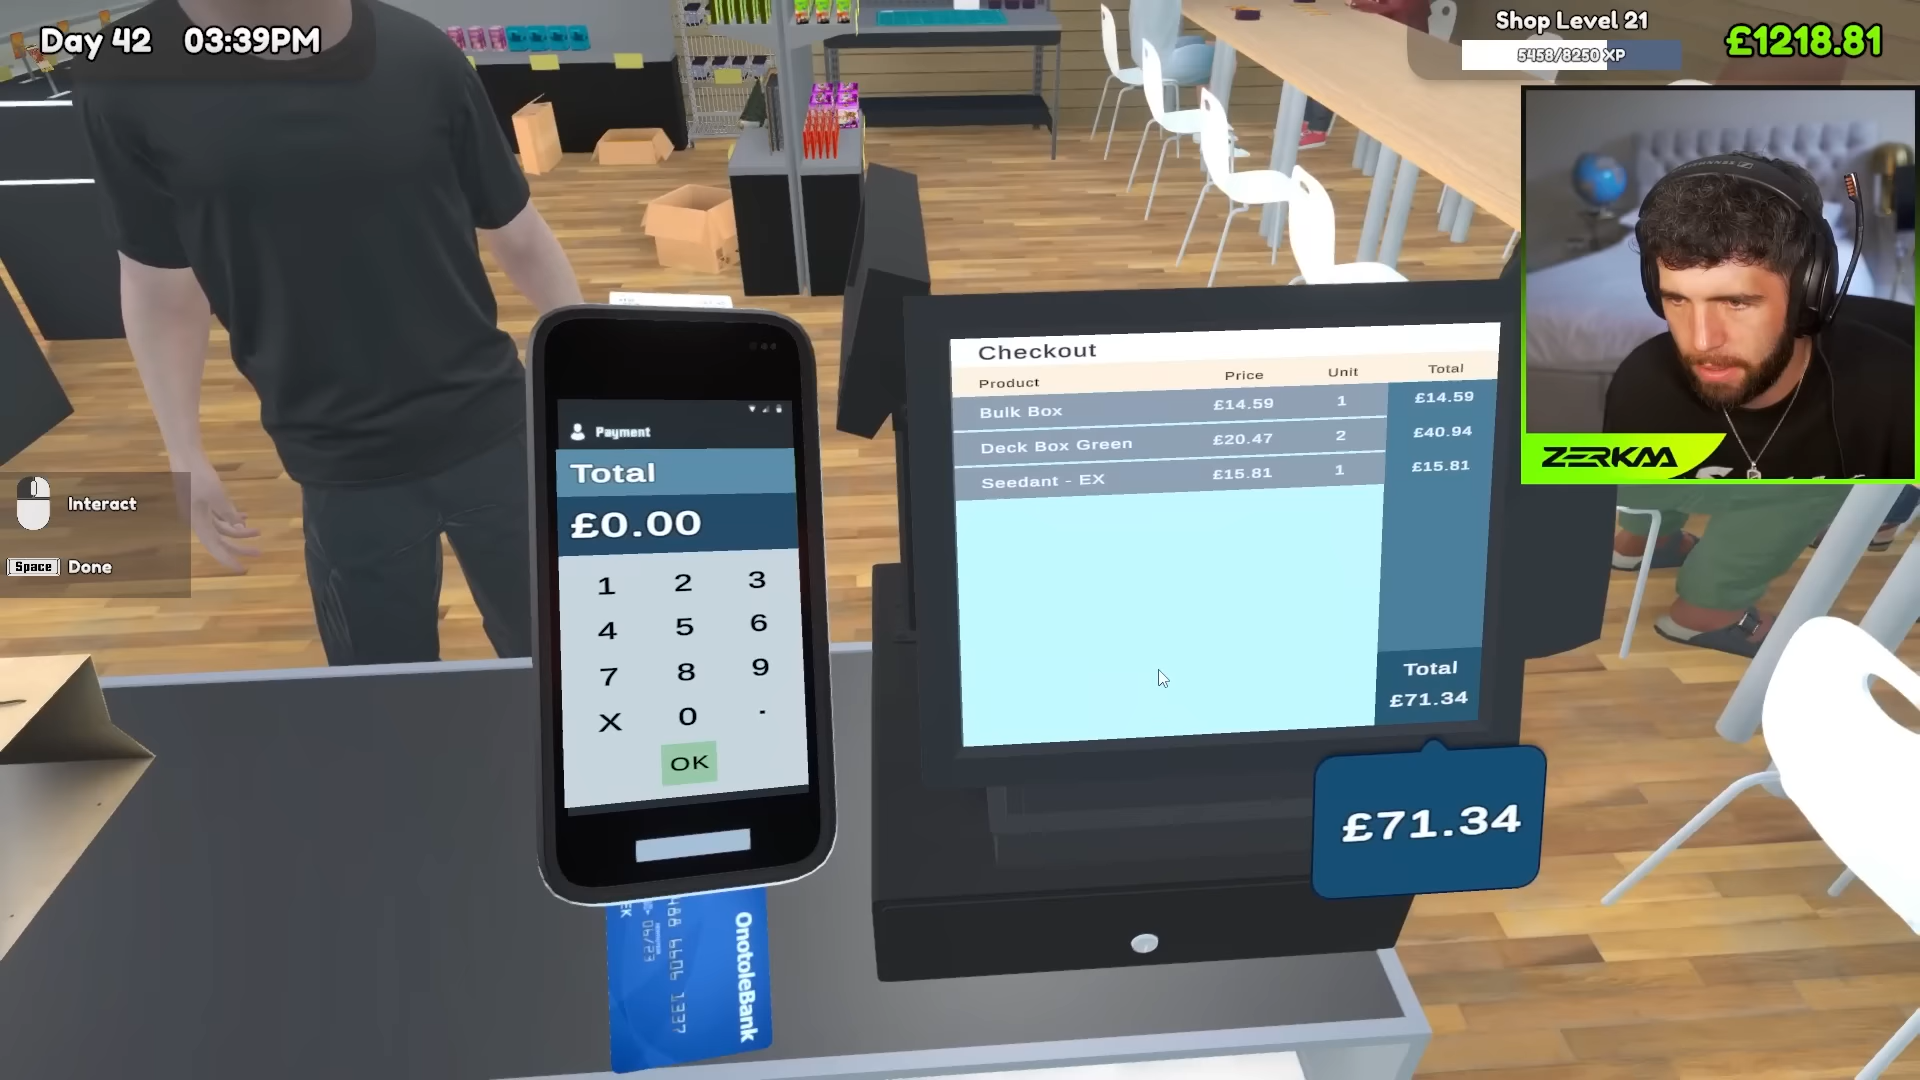 Day 42 03:39PM
Shop Level 21
5458/8250 XP
£1218.81
ZERKAA
Interact
Space Done
Payment
Total
£0.00
1 2 3
4 5 6
7 8 9
X 0 .
OK
Checkout
Product Price Unit Total
Bulk Box £14.59 1 £14.59
Deck Box Green £20.47 2 £40.94
Seedant - EX £15.81 1 £15.81
Total
£71.34
£71.34
OnotoleBank